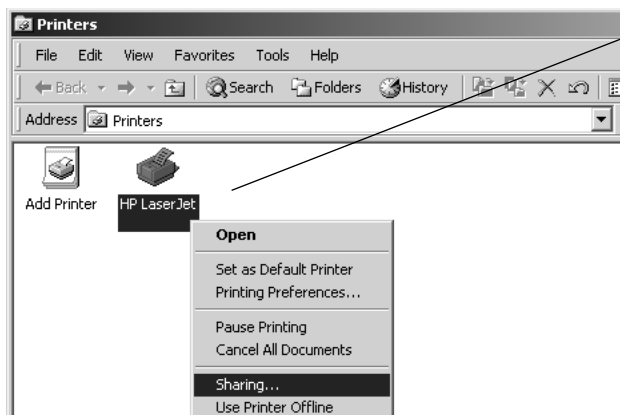 Printers
File Edit View Favorites Tools Help
Back Search Folders History
Address Printers
Add Printer HP LaserJet
Open
Set as Default Printer
Printing Preferences...
Pause Printing
Cancel All Documents
Sharing...
Use Printer Offline